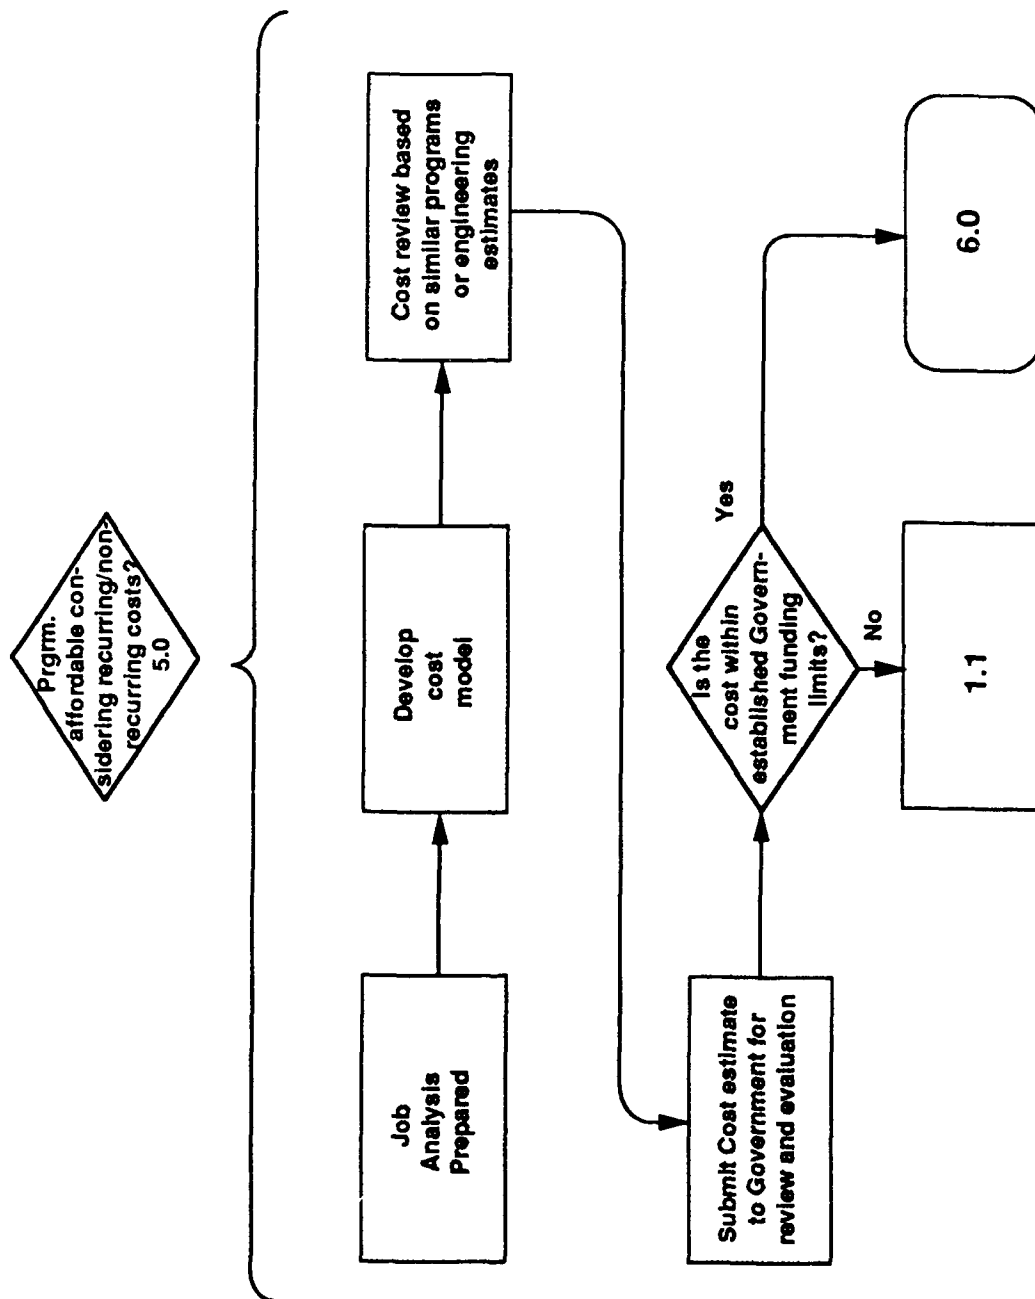 Prgrm.
affordable con-
sidering recurring/non-
recurring costs?
5.0
Job
Analysis
Prepared
Develop
cost
model
Cost review based
on similar programs
or engineering
estimates
Submit Cost estimate
to Government for
review and evaluation
Is the
cost within
established Govern-
ment funding
limits?
Yes
No
1.1
6.0